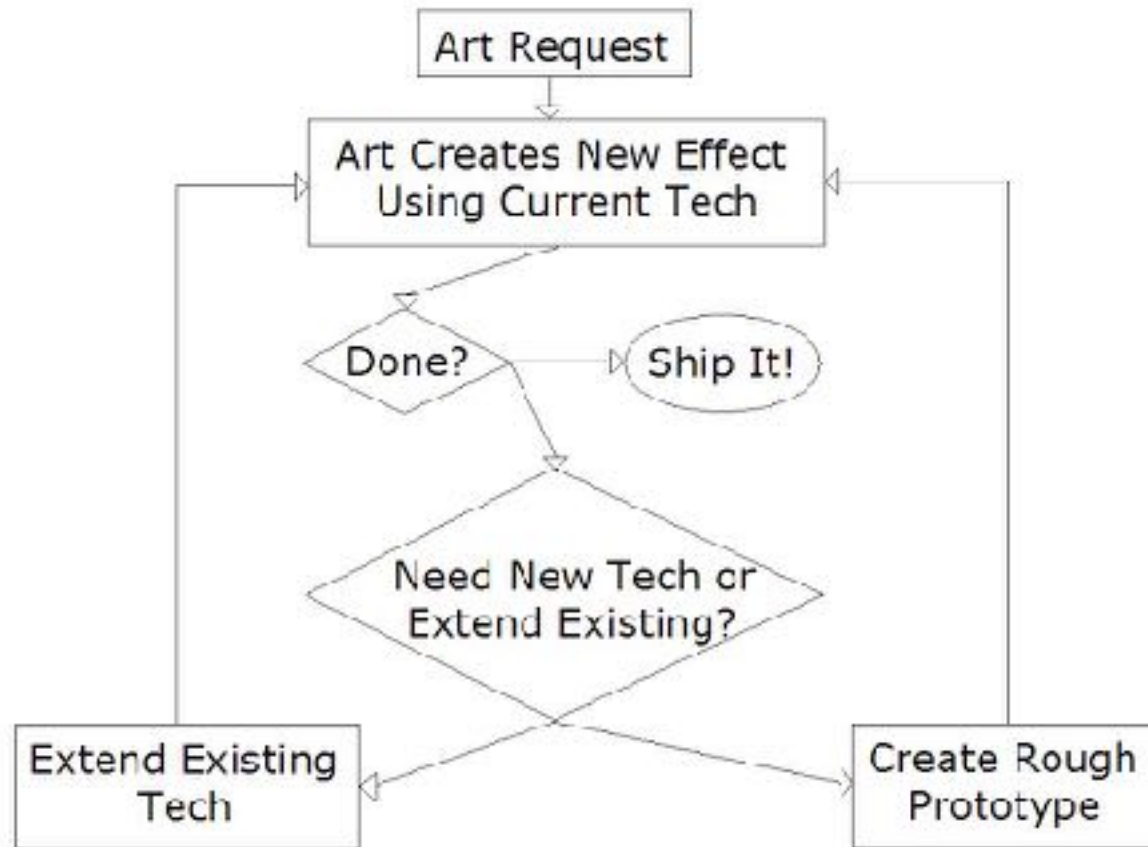 Art Request
Art Creates New Effect
Using Current Tech
Done?
Ship It!
Need New Tech or
Extend Existing?
Extend Existing
Tech
Create Rough
Prototype